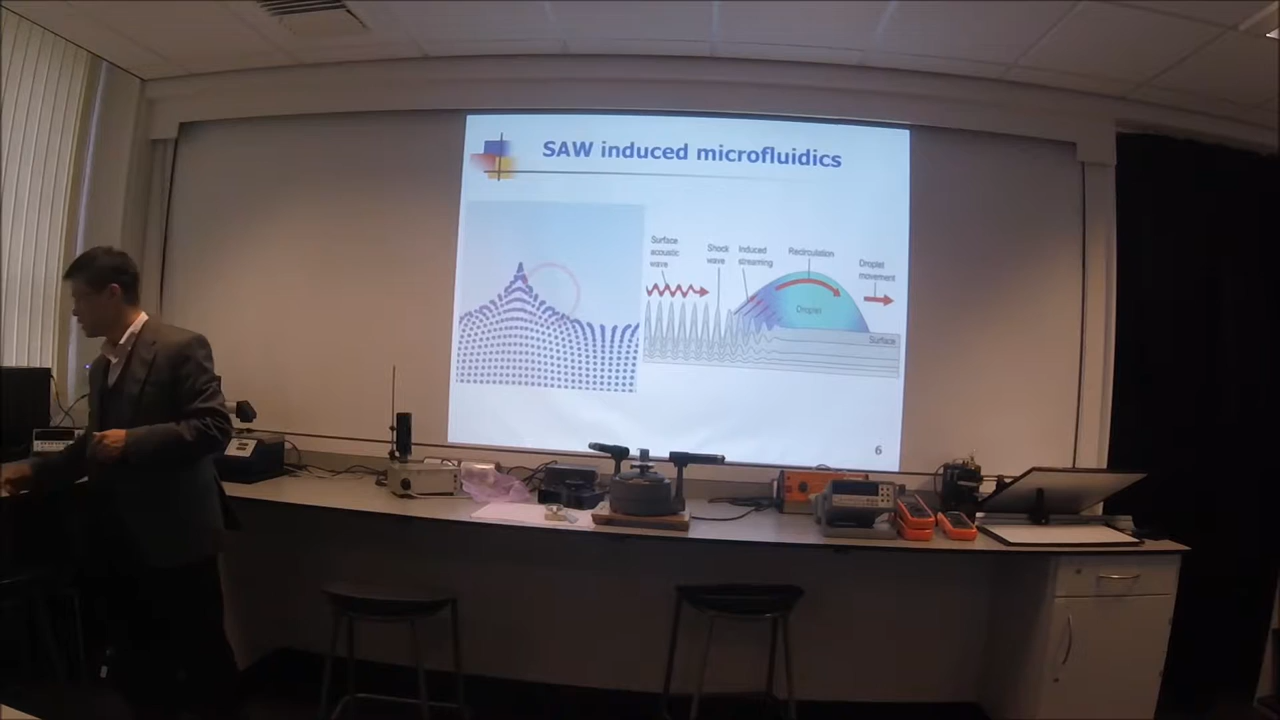 SAW induced microfluidics
Surface
acoustic
wave
Shock
wave
Induced
streaming
Recirculation
Droplet
movement
Droplet
Surface
6